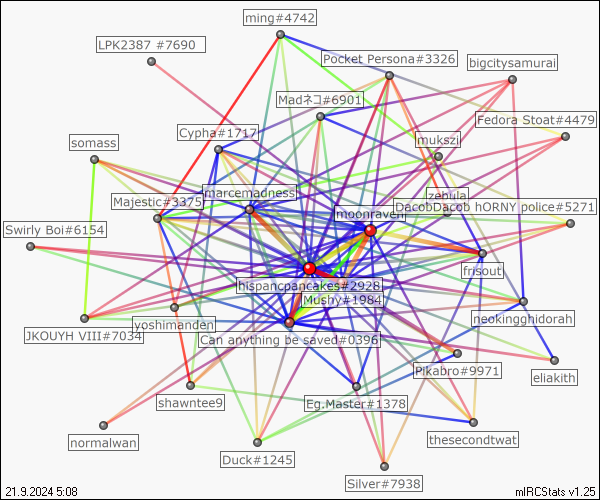 ming#4742
LPK2387 #7690
Pocket Persona#3326
bigcitysamurai
Madネコ#6901
Fedora Stoat#4479
Cypha#1717
mukszi
somass
marcemadness
zebula
Majestic#3375
DacobDacob hORNY police#5271
moonraven
Swirly Boi#6154
frisout
hispancpancakes#2928
Mushy#1984
neokingghidorah
yoshimanden
JKOUYH VIII#7034
Can anything be saved#0396
Pikabro#9971
eliakith
shawntee9
Eg.Master#1378
normalwan
thesecondtwat
Duck#1245
Silver#7938
21.9.2024 5:08
mIRCStats v1.25